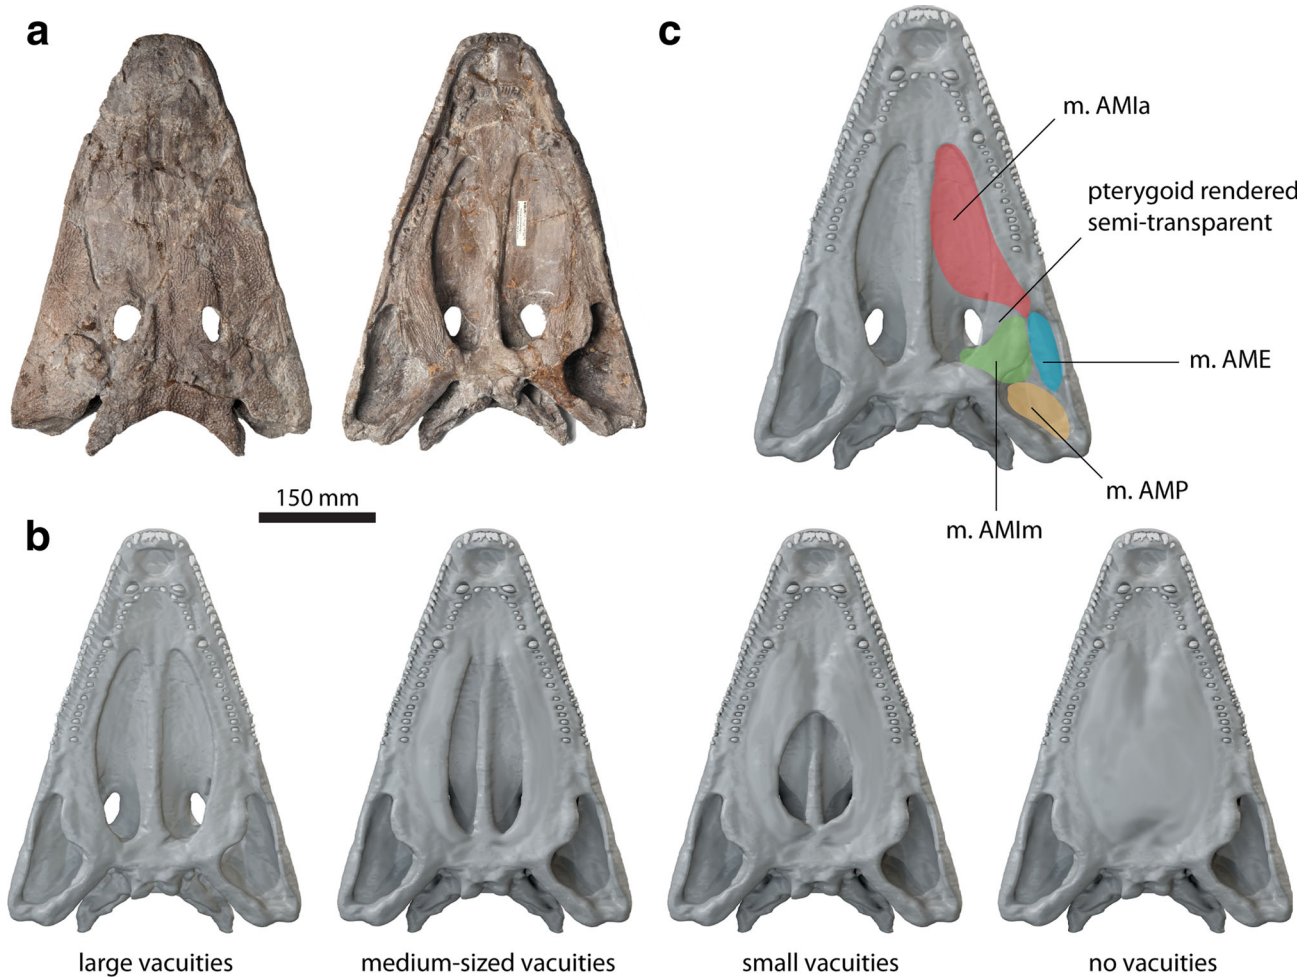 a
c
m. AMIa
pterygoid rendered
semi-transparent
m. AME
m. AMP
m. AMIm
150 mm
b
large vacuities
medium-sized vacuities
small vacuities
no vacuities